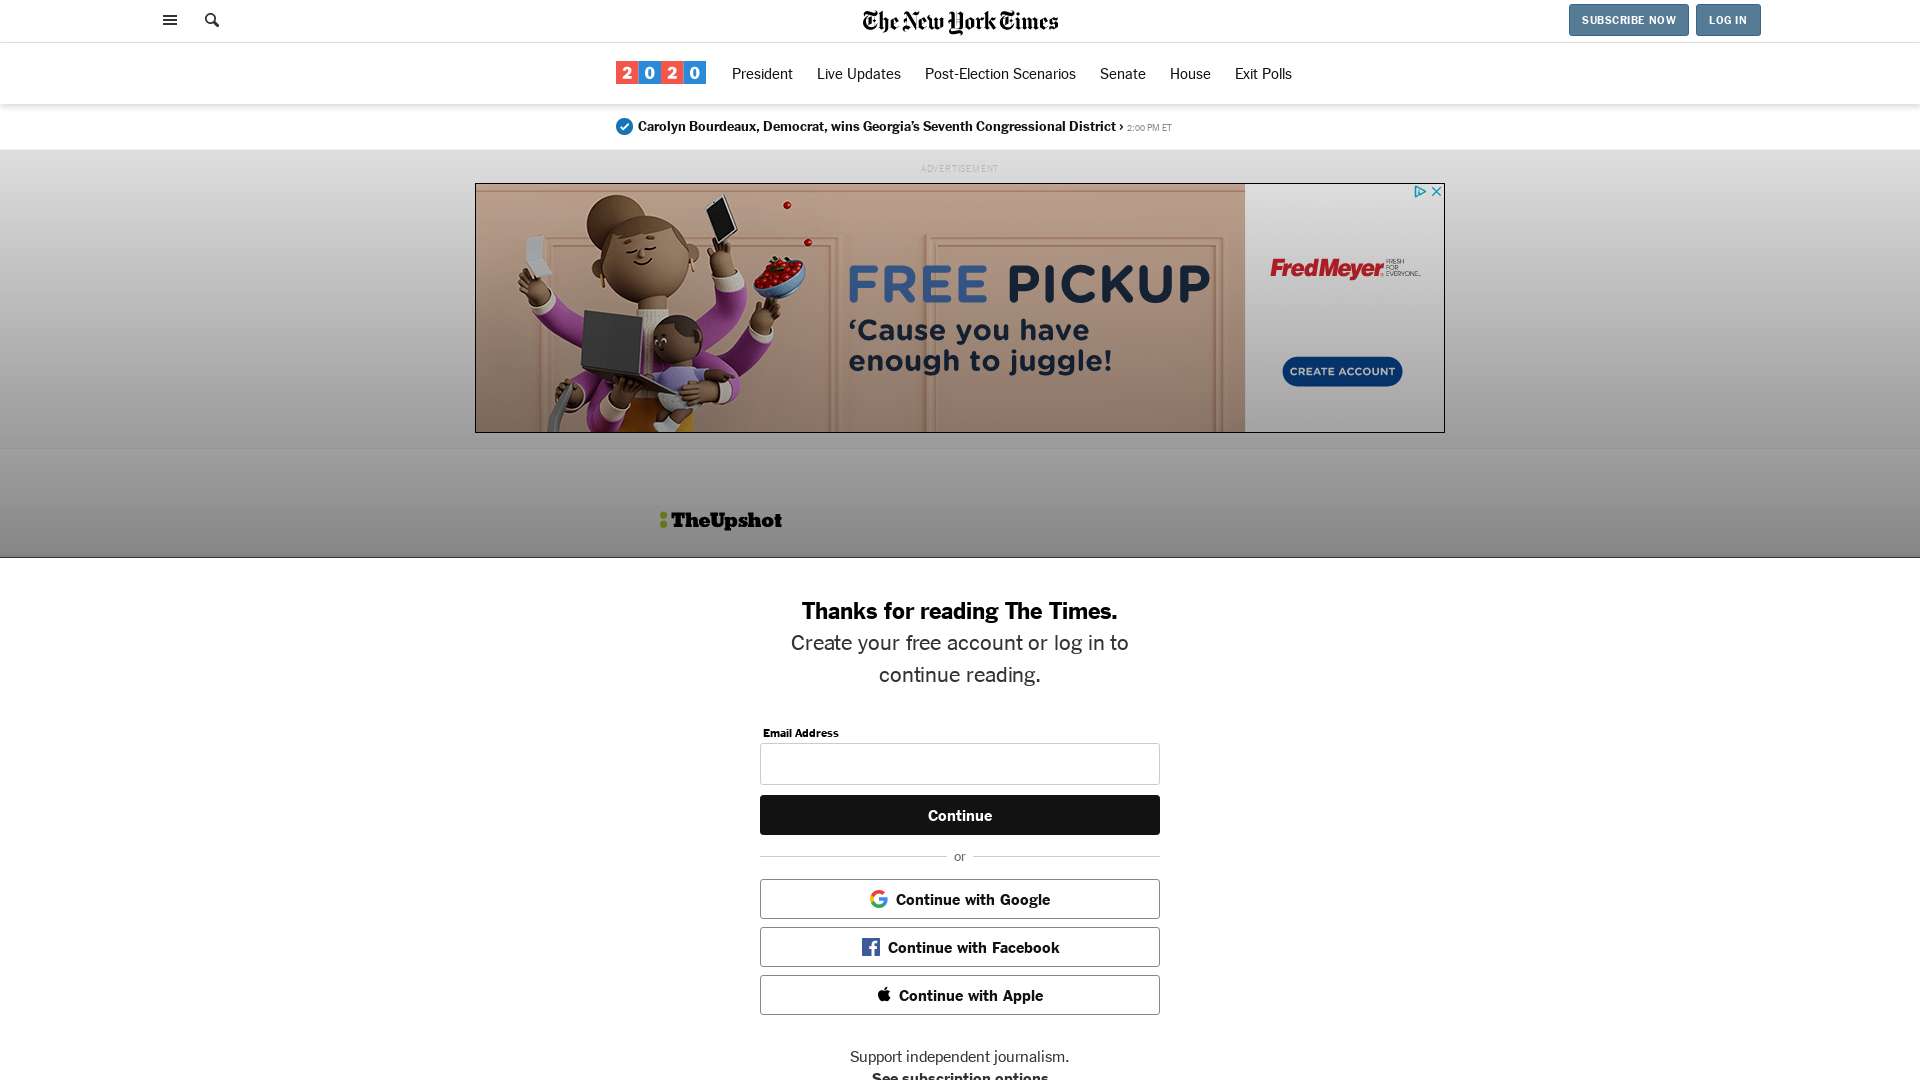 The New York Times
SUBSCRIBE NOW
LOG IN
2020
President
Live Updates
Post-Election Scenarios
Senate
House
Exit Polls
Carolyn Bourdeaux, Democrat, wins Georgia’s Seventh Congressional District › 2:00 PM ET
ADVERTISEMENT
FREE PICKUP
‘Cause you have
enough to juggle!
FredMeyer
FRESH
FOR
EVERYONE
CREATE ACCOUNT
TheUpshot
Thanks for reading The Times.
Create your free account or log in to
continue reading.
Email Address
Continue
or
Continue with Google
Continue with Facebook
Continue with Apple
Support independent journalism.
See subscription options